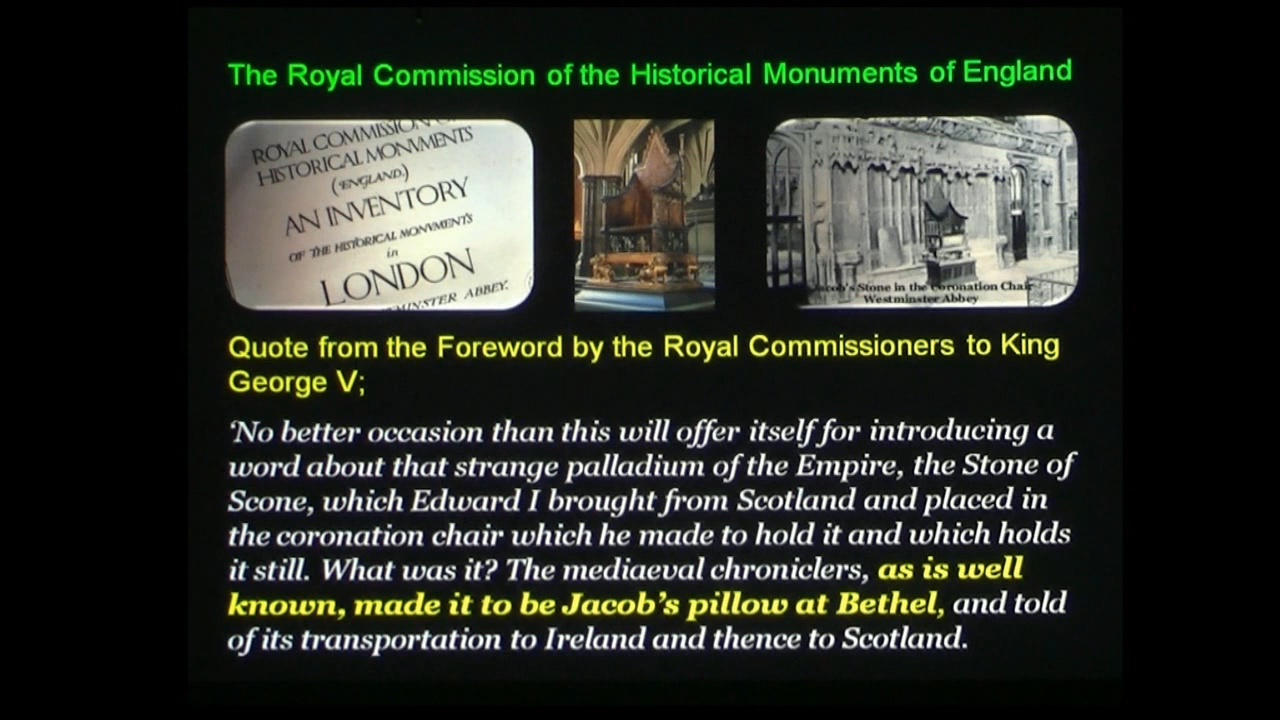 The Royal Commission of the Historical Monuments of England
ROYAL COMMISSION
HISTORICAL MONVMENTS
(ENGLAND.)
AN INVENTORY
OF THE HISTORICAL MONVMENTS
in
LONDON
ABBEY.
Stone in the Coronation Chair
Westminster Abbey
Quote from the Foreword by the Royal Commissioners to King
George V;
‘No better occasion than this will offer itself for introducing a
word about that strange palladium of the Empire, the Stone of
Scone, which Edward I brought from Scotland and placed in
the coronation chair which he made to hold it and which holds
it still. What was it? The mediaeval chroniclers, as is well
known, made it to be Jacob’s pillow at Bethel, and told
of its transportation to Ireland and thence to Scotland.